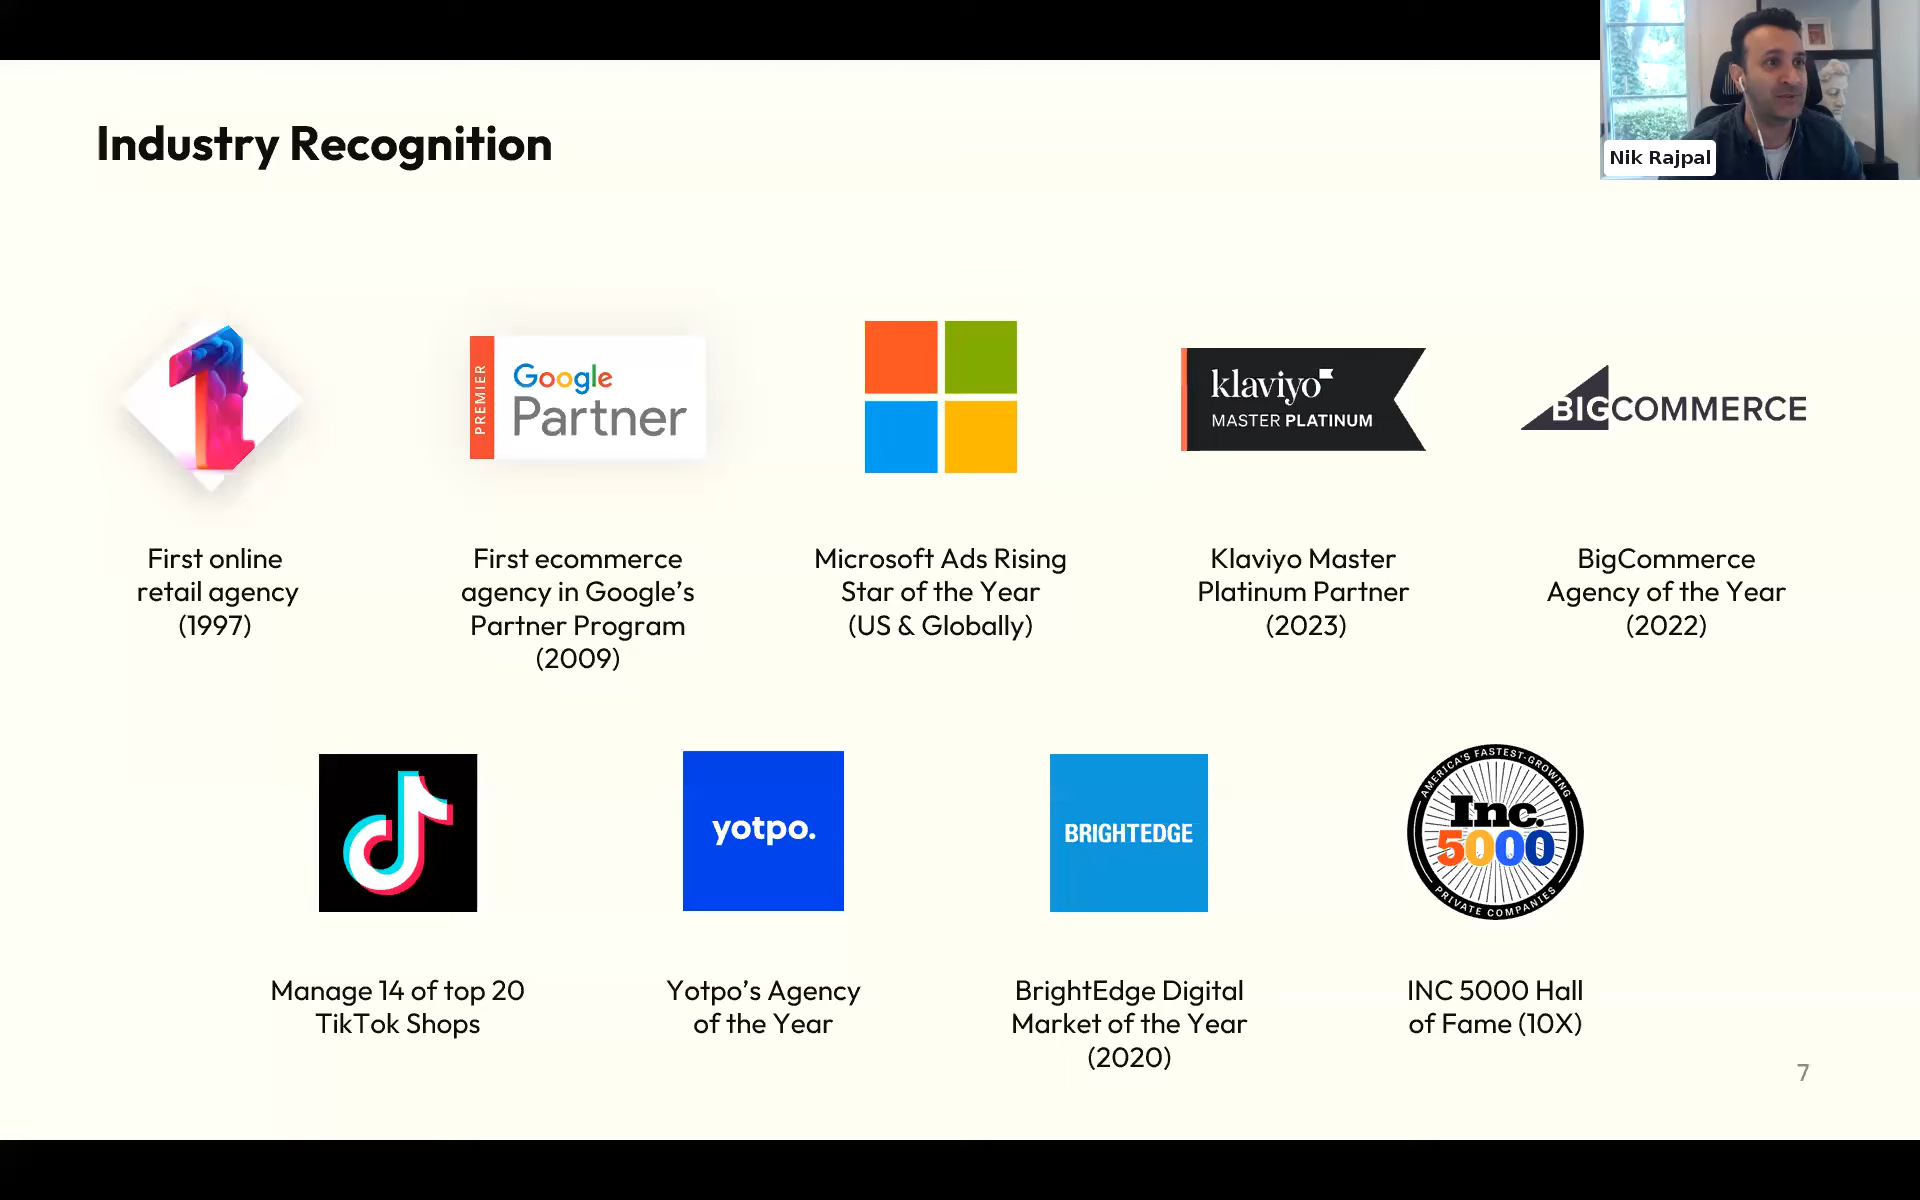 Nik Rajpal
Industry Recognition
PREMIER
Google
Partner
klaviyo
MASTER PLATINUM
BIGCOMMERCE
First online
retail agency
(1997)
First ecommerce
agency in Google’s
Partner Program
(2009)
Microsoft Ads Rising
Star of the Year
(US & Globally)
Klaviyo Master
Platinum Partner
(2023)
BigCommerce
Agency of the Year
(2022)
yotpo.
BRIGHTEDGE
AMERICA'S FASTEST-GROWING
Inc.
5000
PRIVATE COMPANIES
Manage 14 of top 20
TikTok Shops
Yotpo’s Agency
of the Year
BrightEdge Digital
Market of the Year
(2020)
INC 5000 Hall
of Fame (10X)
7